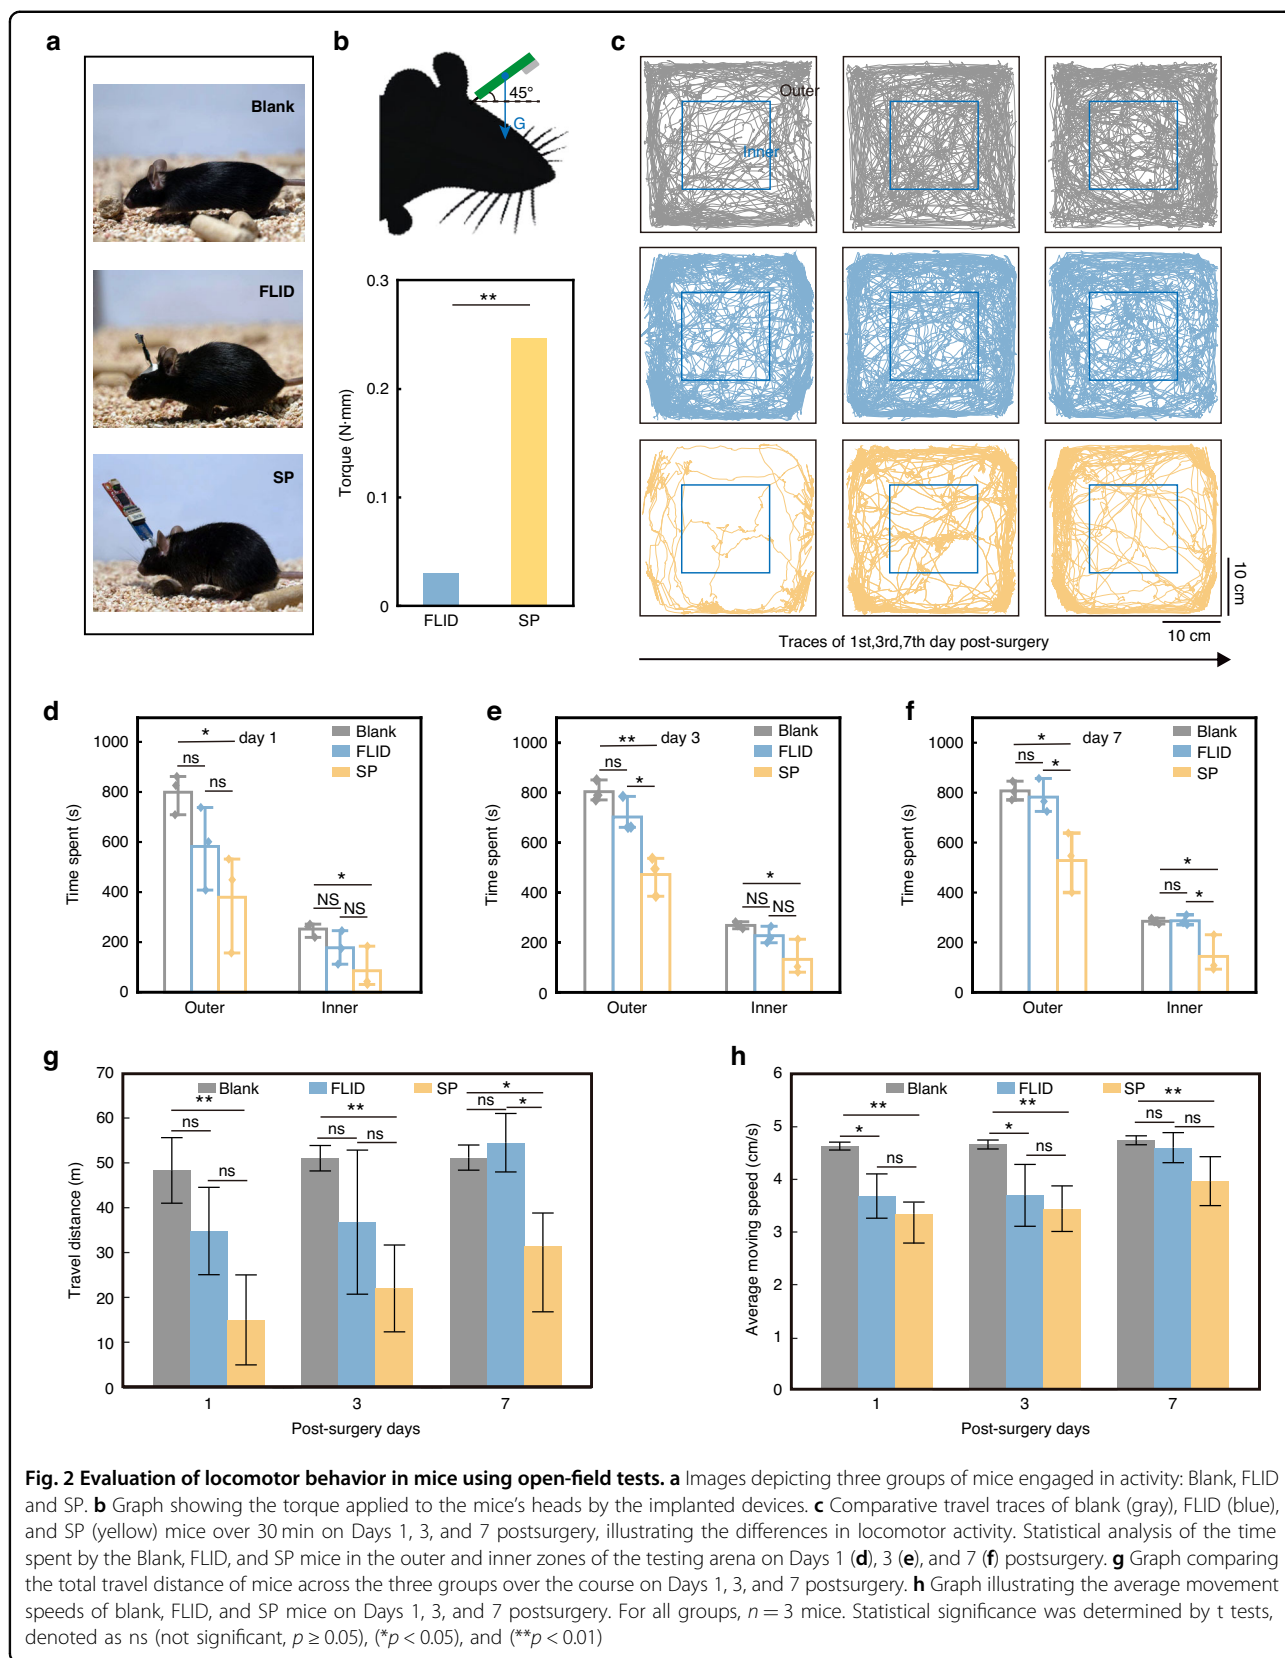 a
Blank
FLID
SP
b
45°
G
0.3
0.2
0.1
0
Torque (N·mm)
**
FLID
SP
c
Outer
Inner
10 cm
10 cm
Traces of 1st,3rd,7th day post-surgery
d
1000
800
600
400
200
0
Time spent (s)
day 1
Blank
FLID
SP
*
ns
ns
*
NS
NS
Outer
Inner
e
1000
800
600
400
200
0
Time spent (s)
day 3
Blank
FLID
SP
**
ns
*
*
NS
NS
Outer
Inner
f
1000
800
600
400
200
0
Time spent (s)
day 7
Blank
FLID
SP
*
ns
*
*
ns
*
Outer
Inner
g
70
60
50
40
30
20
10
0
Travel distance (m)
Blank
FLID
SP
**
ns
ns
**
ns
ns
*
ns
*
1
3
7
Post-surgery days
h
6
5
4
3
2
1
0
Average moving speed (cm/s)
Blank
FLID
SP
**
*
ns
**
*
ns
**
ns
ns
1
3
7
Post-surgery days
Fig. 2 Evaluation of locomotor behavior in mice using open-field tests. a Images depicting three groups of mice engaged in activity: Blank, FLID
and SP. b Graph showing the torque applied to the mice's heads by the implanted devices. c Comparative travel traces of blank (gray), FLID (blue),
and SP (yellow) mice over 30 min on Days 1, 3, and 7 postsurgery, illustrating the differences in locomotor activity. Statistical analysis of the time
spent by the Blank, FLID, and SP mice in the outer and inner zones of the testing arena on Days 1 (d), 3 (e), and 7 (f) postsurgery. g Graph comparing
the total travel distance of mice across the three groups over the course on Days 1, 3, and 7 postsurgery. h Graph illustrating the average movement
speeds of blank, FLID, and SP mice on Days 1, 3, and 7 postsurgery. For all groups, n = 3 mice. Statistical significance was determined by t tests,
denoted as ns (not significant, p ≥ 0.05), (*p < 0.05), and (**p < 0.01)